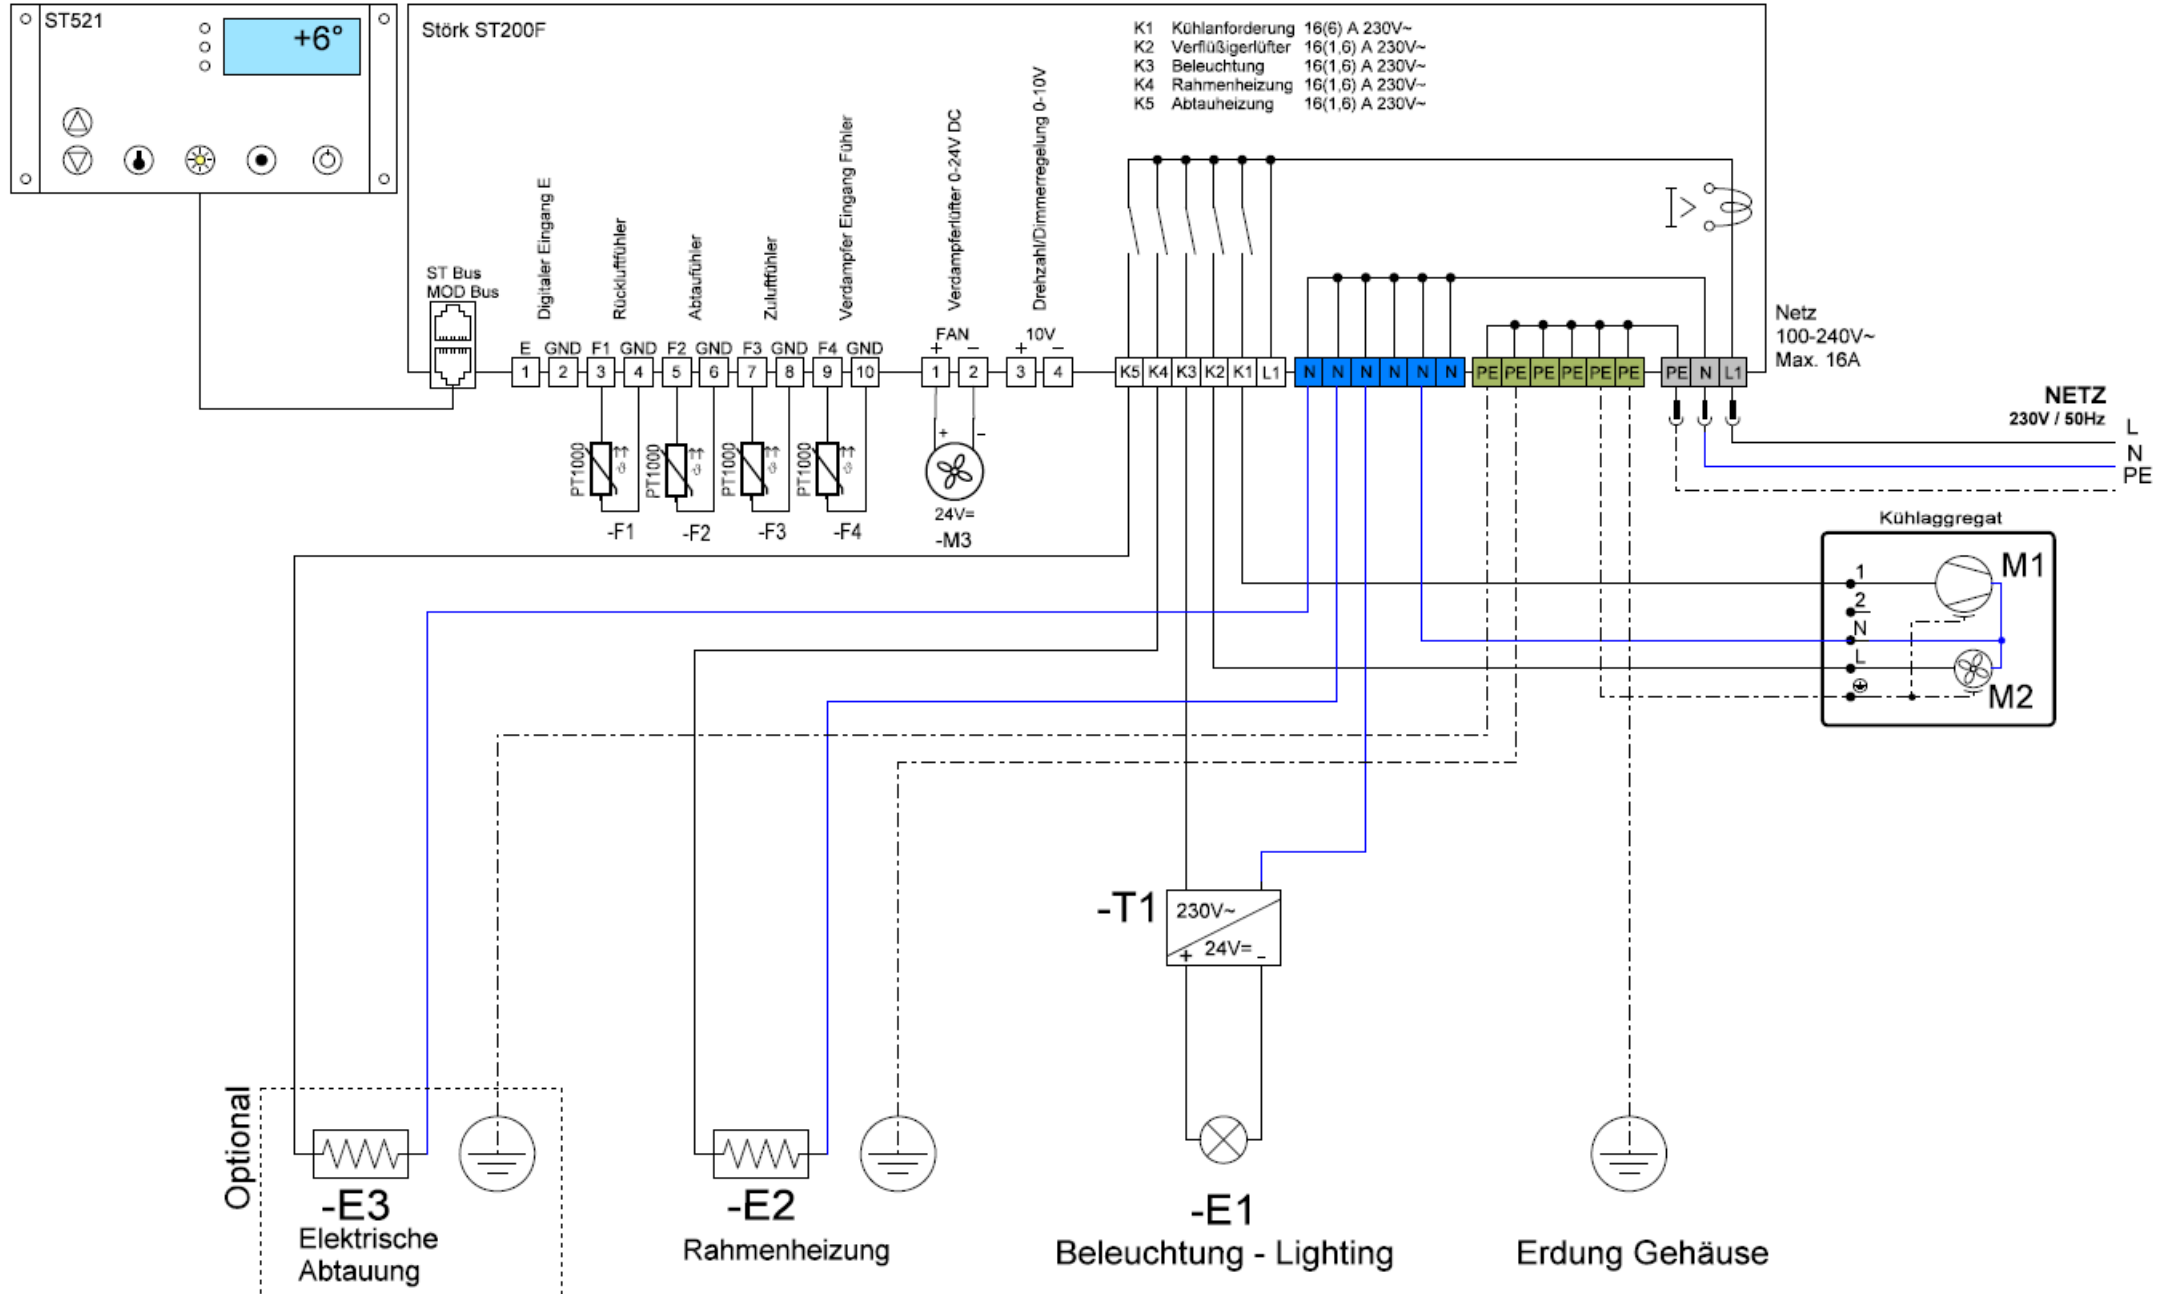 ST521
+6°
Störk ST200F
K1 Kühlanforderung 16(6) A 230V~
K2 Verflüßigerlüfter 16(1,6) A 230V~
K3 Beleuchtung 16(1,6) A 230V~
K4 Rahmenheizung 16(1,6) A 230V~
K5 Abtauheizung 16(1,6) A 230V~
ST Bus
MOD Bus
Digitaler Eingang E
Rückluftfühler
Abtaufühler
Zuluftfühler
Verdampfer Eingang Fühler
Verdampferlüfter 0-24V DC
Drehzahl/Dimmerregelung 0-10V
E GND F1 GND F2 GND F3 GND F4 GND
FAN
+ −
10V
+ −
1 2 3 4 5 6 7 8 9 10
1 2 3 4
K5 K4 K3 K2 K1 L1
N N N N N N
PE PE PE PE PE PE
PE N L1
Netz
100-240V~
Max. 16A
NETZ
230V / 50Hz
L
N
PE
PT1000
PT1000
PT1000
PT1000
ϑ ϑ ϑ ϑ
-F1
-F2
-F3
-F4
+ −
24V=
-M3
Kühlaggregat
1
2
N
L
M1
M2
-T1
230V~
24V=
+ −
Optional
-E3
Elektrische
Abtauung
-E2
Rahmenheizung
-E1
Beleuchtung - Lighting
Erdung Gehäuse